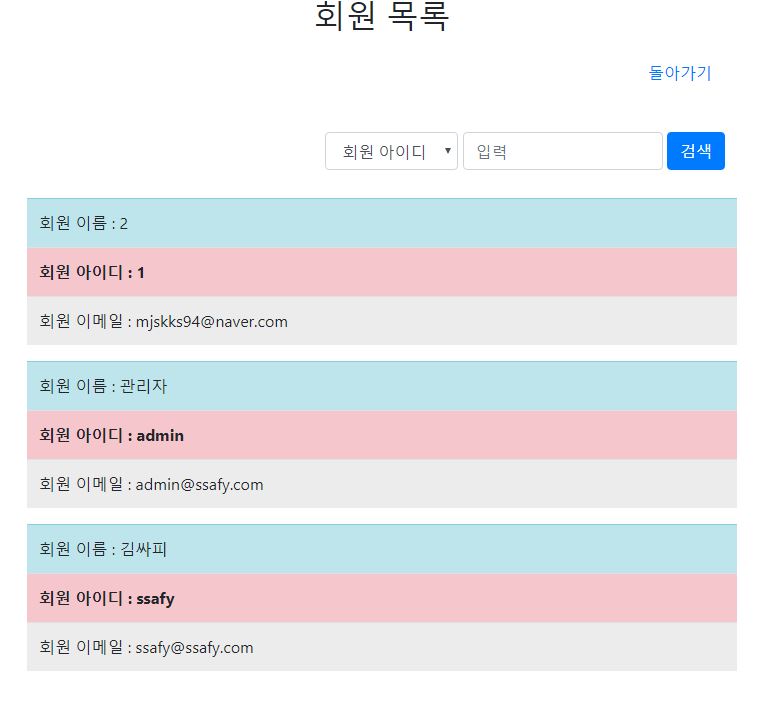 회원 목록
돌아가기
회원 아이디 입력 검색
회원 이름 : 2
회원 아이디 : 1
회원 이메일 : mjskks94@naver.com
회원 이름 : 관리자
회원 아이디 : admin
회원 이메일 : admin@ssafy.com
회원 이름 : 김싸피
회원 아이디 : ssafy
회원 이메일 : ssafy@ssafy.com